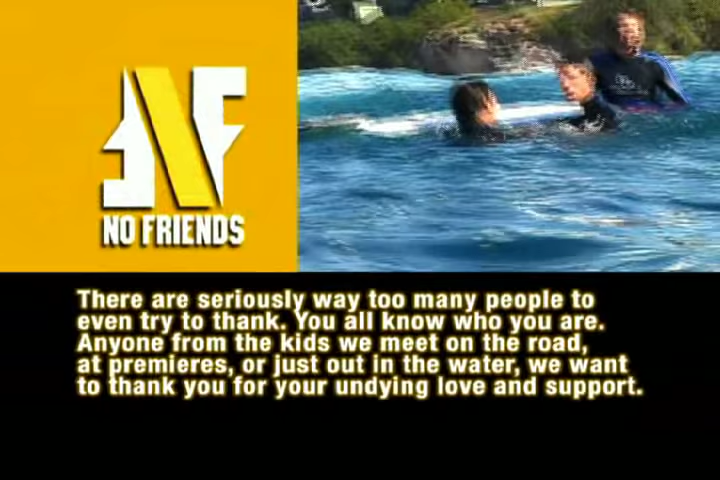 NO FRIENDS
There are seriously way too many people to
even try to thank. You all know who you are.
Anyone from the kids we meet on the road,
at premieres, or just out in the water, we want
to thank you for your undying love and support.